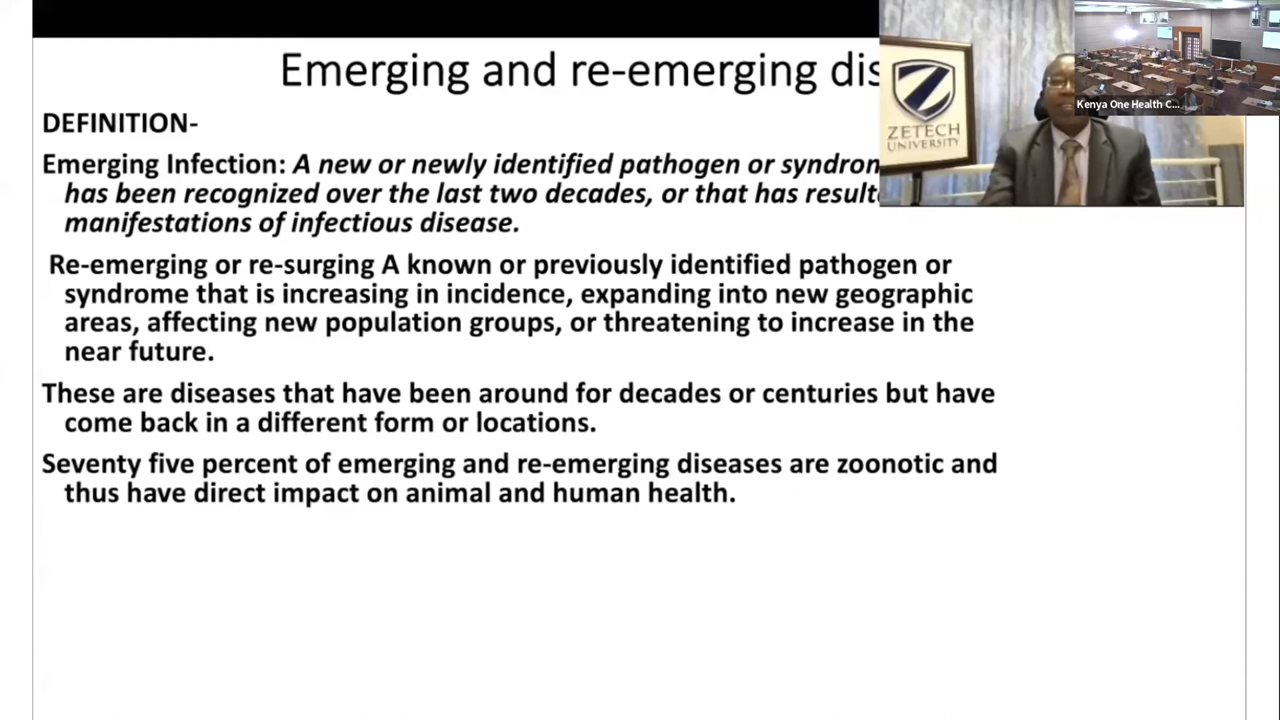 Emerging and re-emerging
DEFINITION-
Emerging Infection: A new or newly identified pathogen or
has been recognized over the last two decades, or that has
manifestations of infectious disease.
Re-emerging or re-surging A known or previously identified pathogen or
syndrome that is increasing in incidence, expanding into new geographic
areas, affecting new population groups, or threatening to increase in the
near future.
These are diseases that have been around for decades or centuries but have
come back in a different form or locations.
Seventy five percent of emerging and re-emerging diseases are zoonotic and
thus have direct impact on animal and human health.
Z
ZETECH
UNIVERSITY
Kenya One Health C...